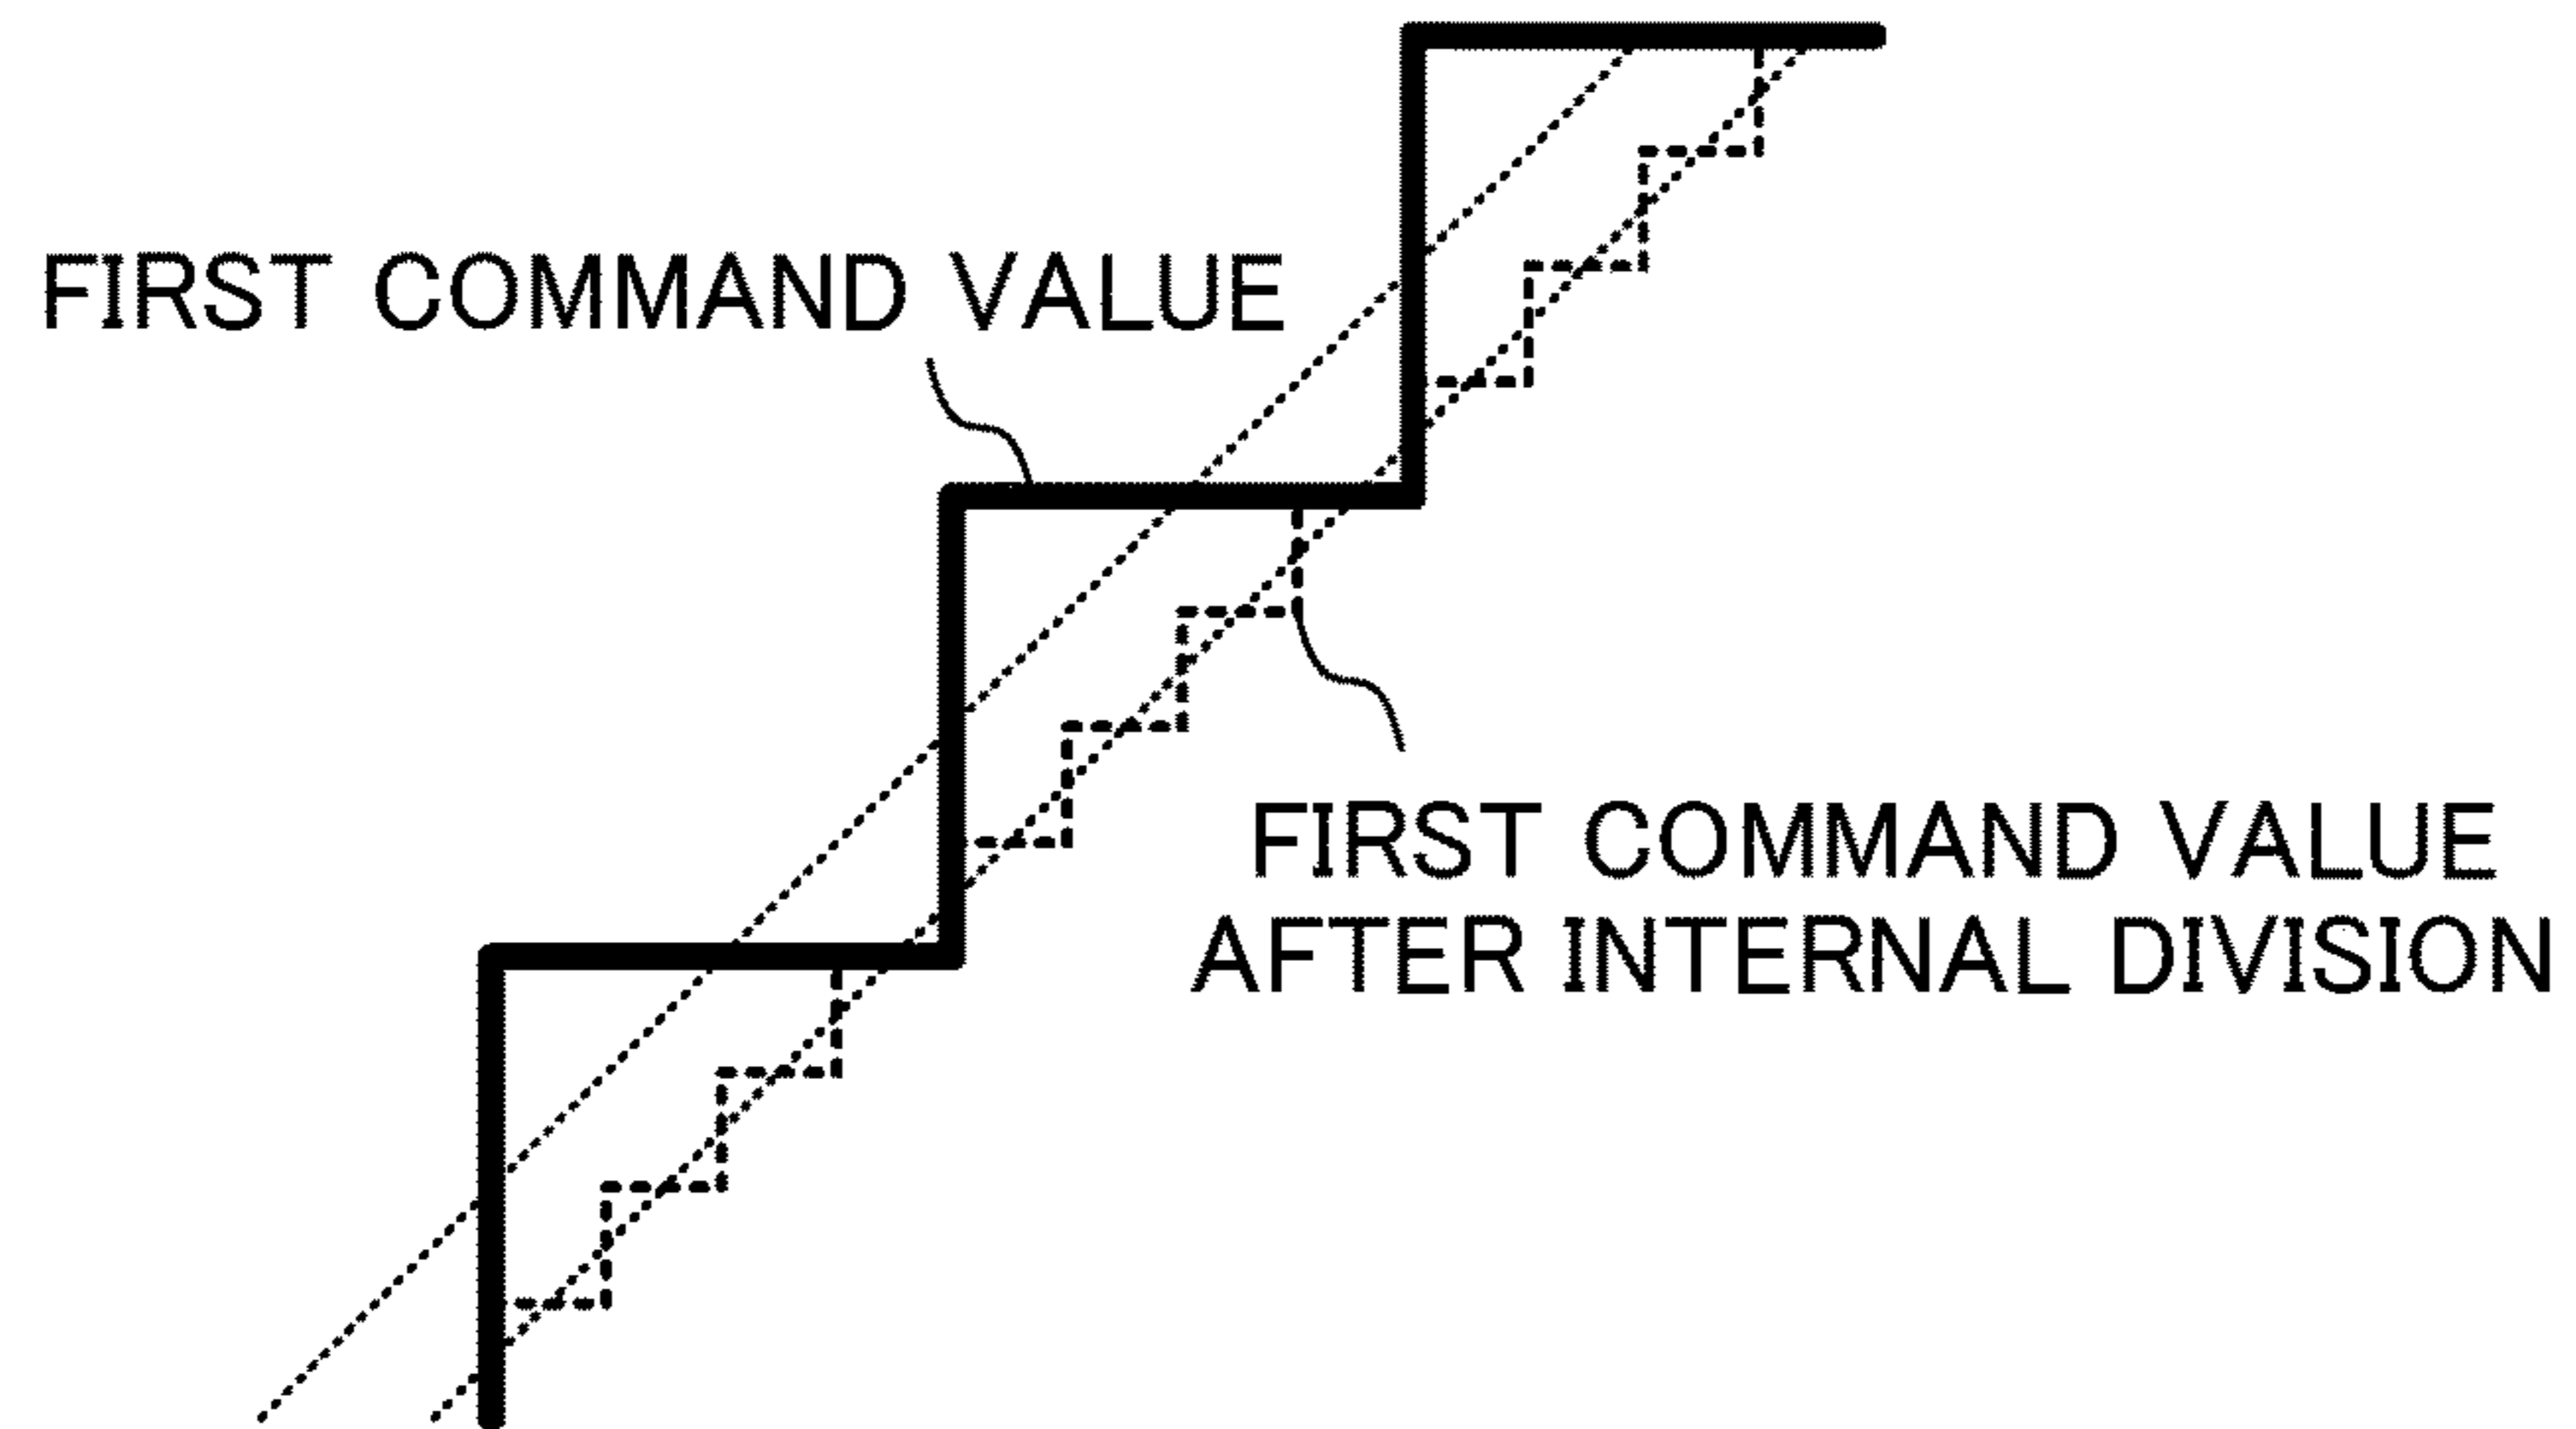 FIRST COMMAND VALUE
FIRST COMMAND VALUE
AFTER INTERNAL DIVISION